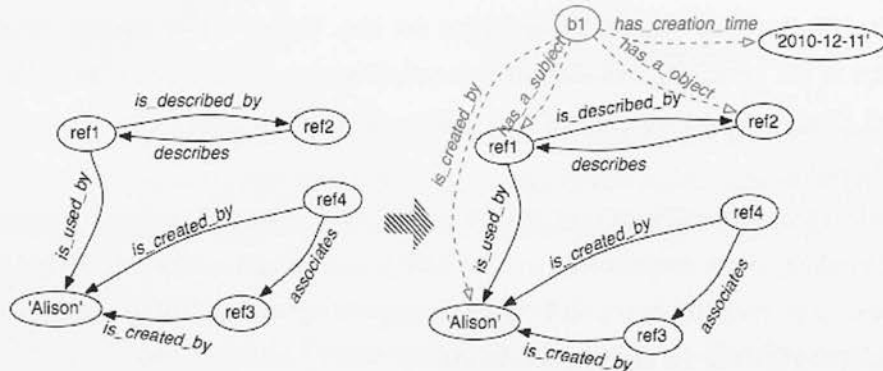 is_described_by
ref1
ref2
describes
is_used_by
ref4
is_created_by
associates
'Alison'
ref3
is_created_by
b1
has_creation_time
'2010-12-11'
has_a_subject
has_a_object
is_created_by
is_described_by
ref1
ref2
describes
is_used_by
ref4
is_created_by
associates
'Alison'
ref3
is_created_by